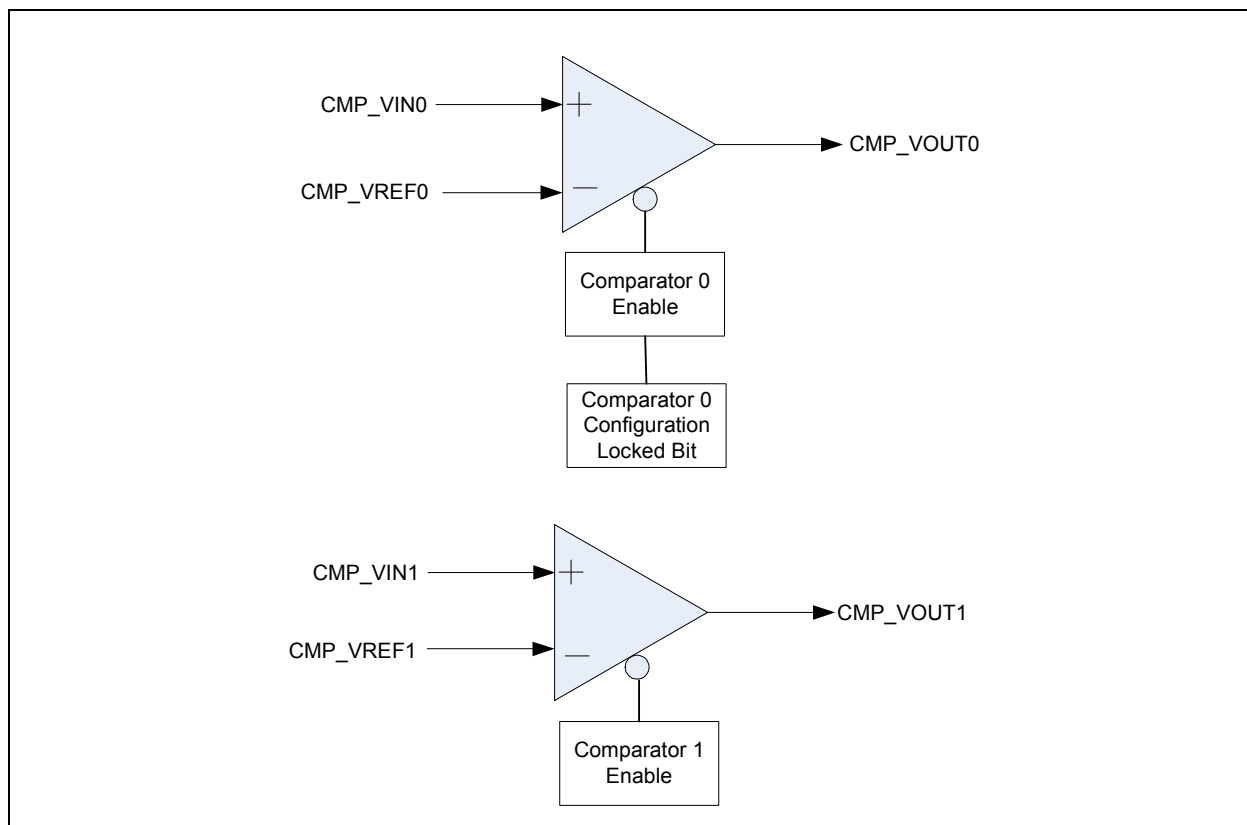 CMP_VIN0
+
CMP_VOUT0
CMP_VREF0
—
Comparator 0
Enable
Comparator 0
Configuration
Locked Bit
CMP_VIN1
+
CMP_VOUT1
CMP_VREF1
—
Comparator 1
Enable